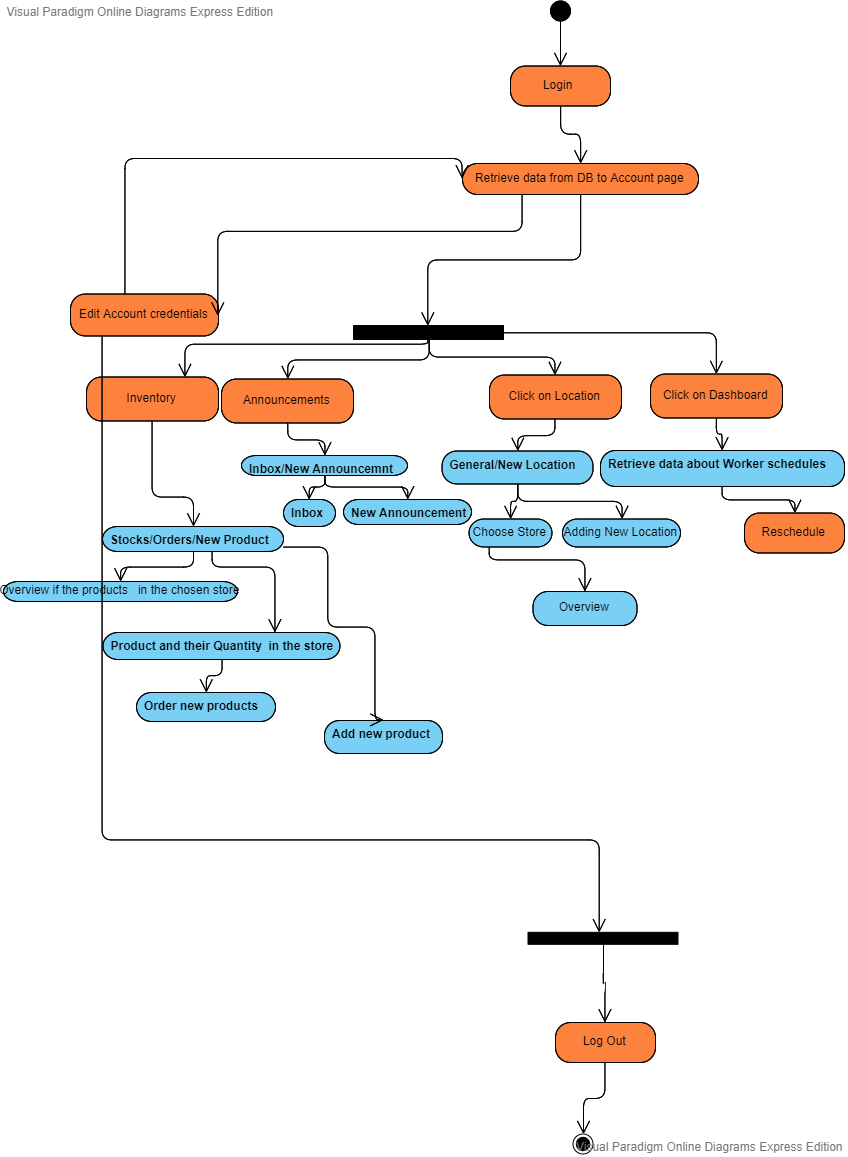 Visual Paradigm Online Diagrams Express Edition
Login
Retrieve data from DB to Account page
Edit Account credentials
Inventory
Announcements
Click on Location
Click on Dashboard
Inbox/New Announcemnt
General/New Location
Retrieve data about Worker schedules
Inbox
New Announcement
Choose Store
Adding New Location
Reschedule
Stocks/Orders/New Product
Overview if the products in the chosen store
Overview
Product and their Quantity in the store
Order new products
Add new product
Log Out
Visual Paradigm Online Diagrams Express Edition